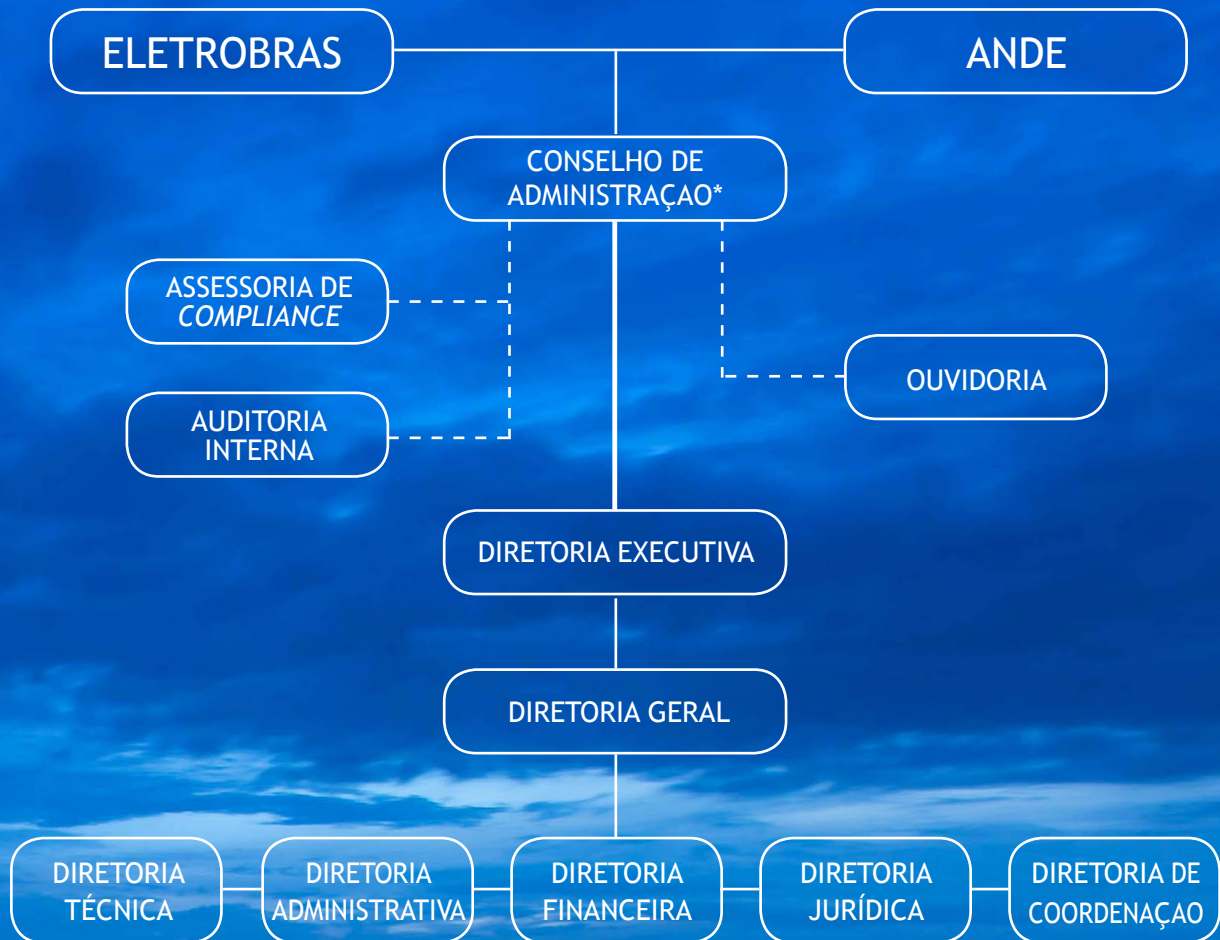 ELETROBRAS
ANDE
CONSELHO DE
ADMINISTRAÇAO*
ASSESSORIA DE
COMPLIANCE
OUVIDORIA
AUDITORIA
INTERNA
DIRETORIA EXECUTIVA
DIRETORIA GERAL
DIRETORIA
TÉCNICA
DIRETORIA
ADMINISTRATIVA
DIRETORIA
FINANCEIRA
DIRETORIA
JURÍDICA
DIRETORIA DE
COORDENAÇAO